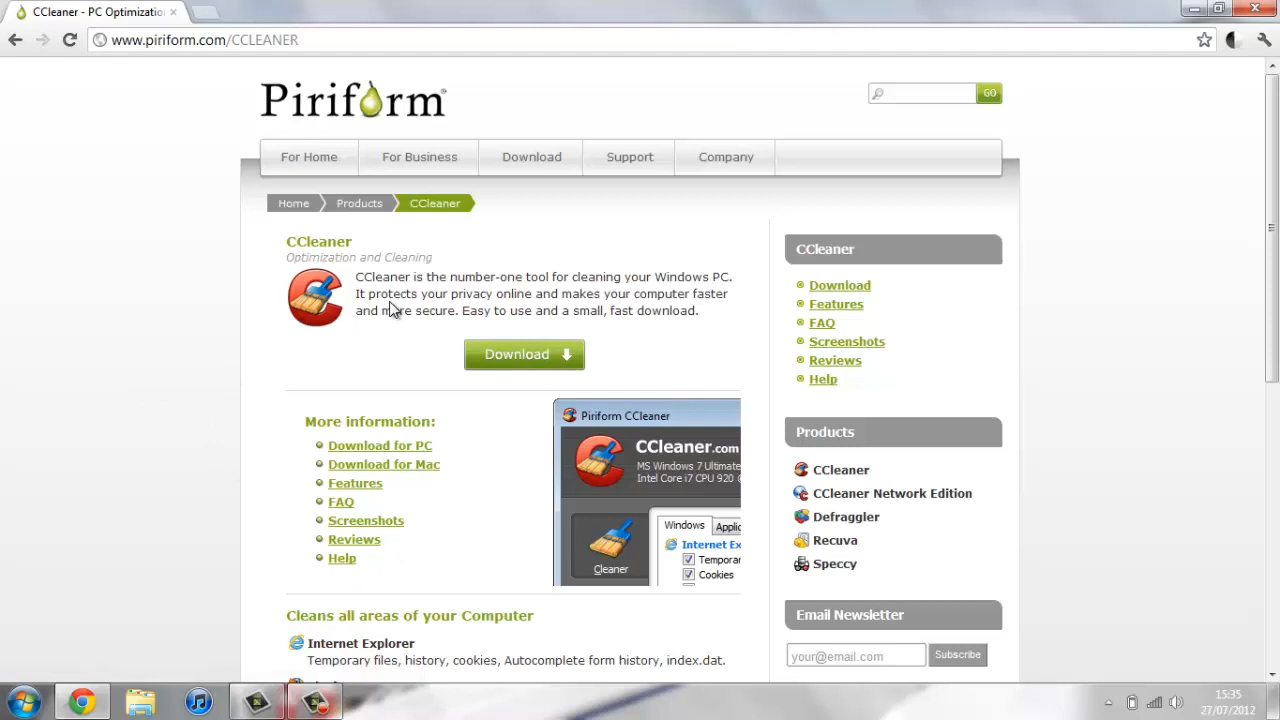 CCleaner - PC Optimizatio
www.piriform.com/CCLEANER
Piriform®
GO
For Home
For Business
Download
Support
Company
Home
Products
CCleaner
CCleaner
Optimization and Cleaning
CCleaner is the number-one tool for cleaning your Windows PC.
It protects your privacy online and makes your computer faster
and more secure. Easy to use and a small, fast download.
Download
More information:
Download for PC
Download for Mac
Features
FAQ
Screenshots
Reviews
Help
Piriform CCleaner
CCleaner.com
MS Windows 7 Ultimate
Intel Core i7 CPU 920 @
Cleaner
Windows
Applic
Internet Ex
Tempora
Cookies
Cleans all areas of your Computer
Internet Explorer
Temporary files, history, cookies, Autocomplete form history, index.dat.
CCleaner
Download
Features
FAQ
Screenshots
Reviews
Help
Products
CCleaner
CCleaner Network Edition
Defraggler
Recuva
Speccy
Email Newsletter
your@email.com
Subscribe
15:35
27/07/2012